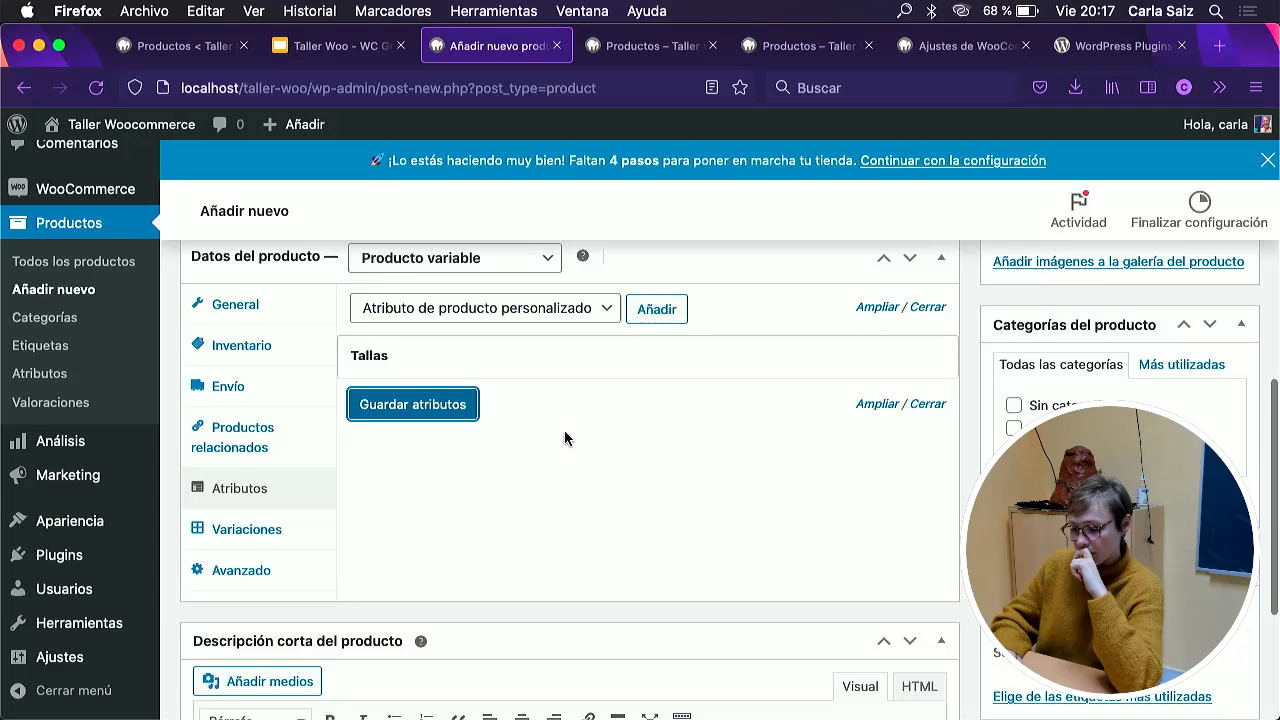 Firefox Archivo Editar Ver Historial Marcadores Herramientas Ventana Ayuda 68 % Vie 20:17 Carla Saiz
Productos < Taller
Taller Woo - WC G
Añadir nuevo prod
Productos – Taller
Productos – Taller
Ajustes de WooCom
WordPress Plugins
localhost/taller-woo/wp-admin/post-new.php?post_type=product
Buscar
Taller Woocommerce 0 Añadir Hola, carla
¡Lo estás haciendo muy bien! Faltan 4 pasos para poner en marcha tu tienda. Continuar con la configuración
Comentarios
WooCommerce
Productos
Todos los productos
Añadir nuevo
Categorías
Etiquetas
Atributos
Valoraciones
Análisis
Marketing
Apariencia
Plugins
Usuarios
Herramientas
Ajustes
Cerrar menú
Añadir nuevo
Actividad
Finalizar configuración
Datos del producto — Producto variable
General
Inventario
Envío
Productos
relacionados
Atributos
Variaciones
Avanzado
Atributo de producto personalizado Añadir Ampliar / Cerrar
Tallas
Guardar atributos Ampliar / Cerrar
Descripción corta del producto
Añadir medios
Visual HTML
Párrafo
Añadir imágenes a la galería del producto
Categorías del producto
Todas las categorías Más utilizadas
Sin cate
Elige de las etiquetas más utilizadas